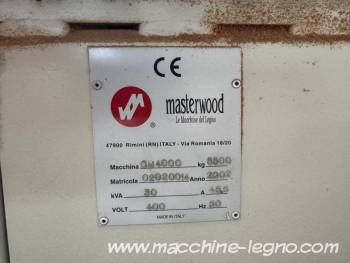 CE
masterwood
Le Macchine del Legno
47900 Rimini (RN) ITALY - Via Romania 18/20
Macchina GM4000 kg 5500
Matricola Anno 2002
kVA 30 A 45,5
VOLT 400 Hz 50
MADE IN ITALY
www.macchine-legno.com